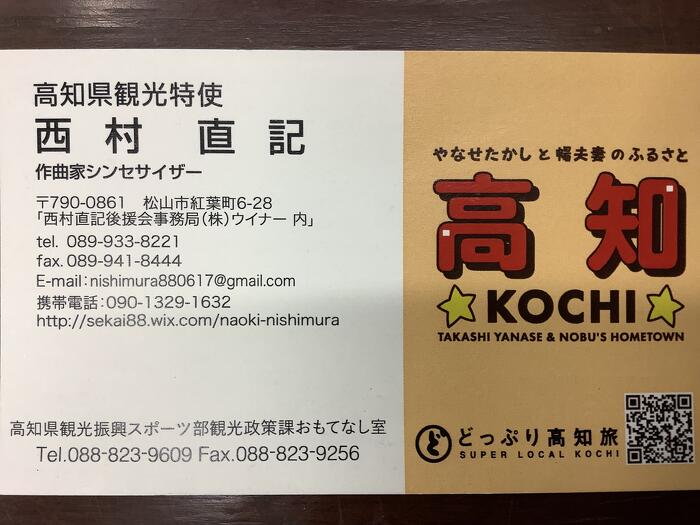 高知県観光特使
西村 直記
作曲家シンセサイザー
〒790-0861 松山市紅葉町6-28
「西村直記後援会事務局(株)ウイナー 内」
tel. 089-933-8221
fax. 089-941-8444
E-mail:nishimura880617@gmail.com
携帯電話:090-1329-1632
http://sekai88.wix.com/naoki-nishimura
高知県観光振興スポーツ部観光政策課おもてなし室
Tel.088-823-9609 Fax.088-823-9256
やなせたかしと暢夫妻のふるさと
高知
KOCHI
TAKASHI YANASE & NOBU'S HOMETOWN
ど どっぷり高知旅
SUPER LOCAL KOCHI